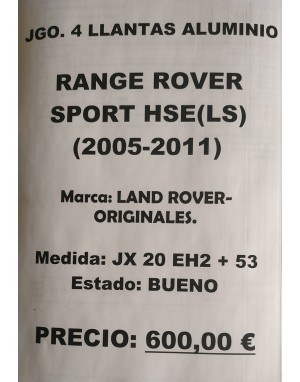 JGO. 4 LLANTAS ALUMINIO
RANGE ROVER
SPORT HSE(LS)
(2005-2011)
Marca: LAND ROVER-
ORIGINALES.
Medida: JX 20 EH2 + 53
Estado: BUENO
PRECIO: 600,00 €